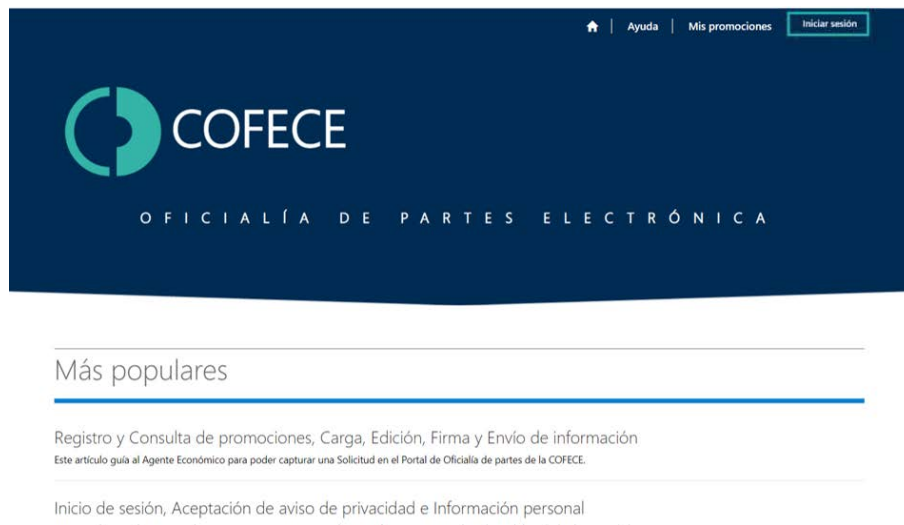 Ayuda | Mis promociones Iniciar sesión
COFECE
OFICIALÍA DE PARTES ELECTRÓNICA
Más populares
Registro y Consulta de promociones, Carga, Edición, Firma y Envío de información
Este artículo guía al Agente Económico para poder capturar una Solicitud en el Portal de Oficialía de partes de la COFECE.
Inicio de sesión, Aceptación de aviso de privacidad e Información personal